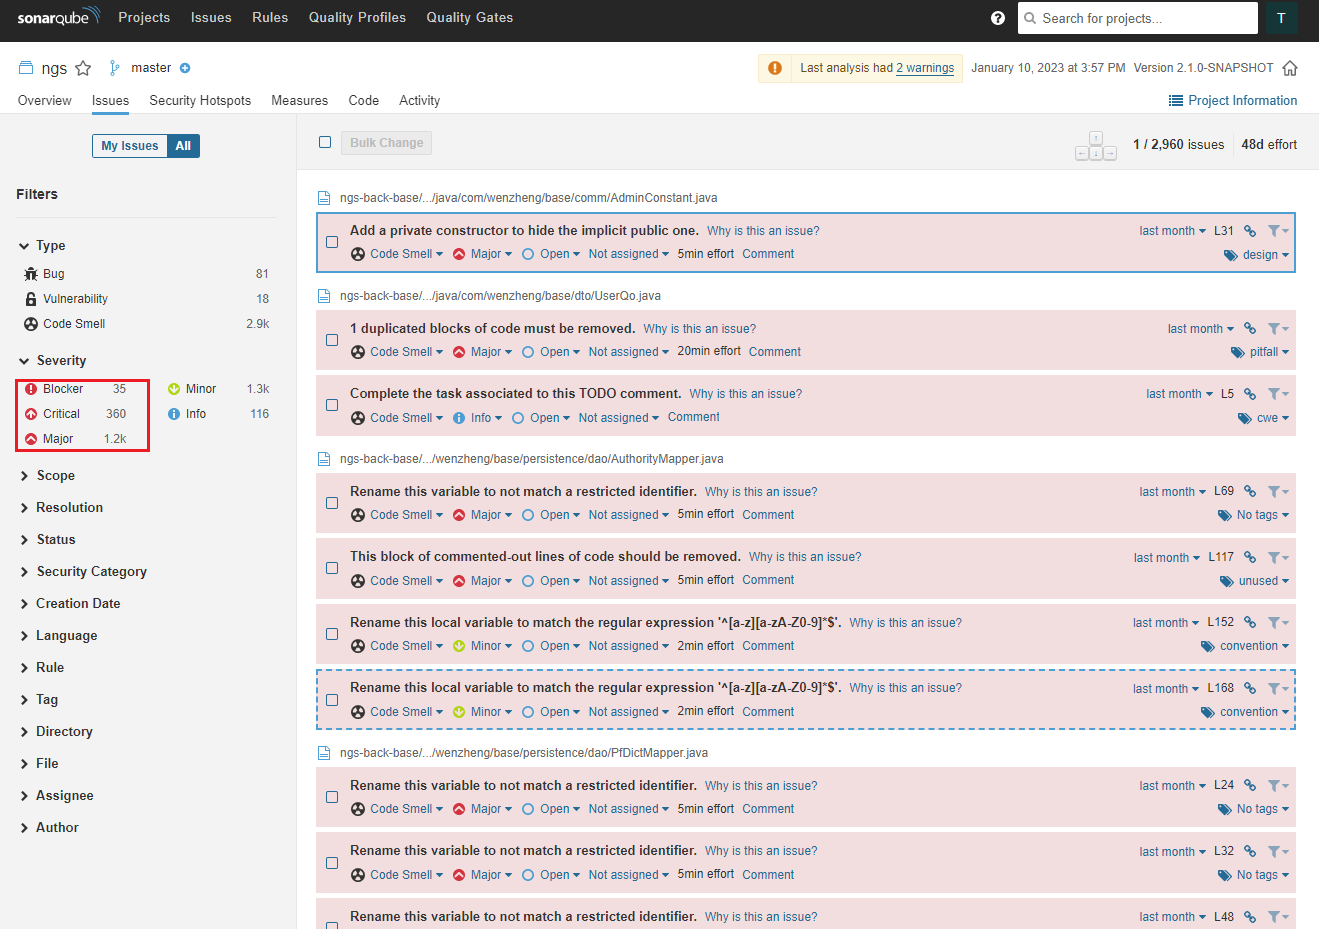 sonarqube Projects Issues Rules Quality Profiles Quality Gates ? Search for projects... T
ngs master Last analysis had 2 warnings January 10, 2023 at 3:57 PM Version 2.1.0-SNAPSHOT
Overview Issues Security Hotspots Measures Code Activity Project Information
My Issues All
Bulk Change 1 / 2,960 issues 48d effort
Filters
Type
Bug 81
Vulnerability 18
Code Smell 2.9k
Severity
Blocker 35 Minor 1.3k
Critical 360 Info 116
Major 1.2k
Scope
Resolution
Status
Security Category
Creation Date
Language
Rule
Tag
Directory
File
Assignee
Author
ngs-back-base/.../java/com/wenzheng/base/comm/AdminConstant.java
Add a private constructor to hide the implicit public one. Why is this an issue? last month L31
Code Smell Major Open Not assigned 5min effort Comment design
ngs-back-base/.../java/com/wenzheng/base/dto/UserQo.java
1 duplicated blocks of code must be removed. Why is this an issue? last month
Code Smell Major Open Not assigned 20min effort Comment pitfall
Complete the task associated to this TODO comment. Why is this an issue? last month L5
Code Smell Info Open Not assigned Comment cwe
ngs-back-base/.../wenzheng/base/persistence/dao/AuthorityMapper.java
Rename this variable to not match a restricted identifier. Why is this an issue? last month L69
Code Smell Major Open Not assigned 5min effort Comment No tags
This block of commented-out lines of code should be removed. Why is this an issue? last month L117
Code Smell Major Open Not assigned 5min effort Comment unused
Rename this local variable to match the regular expression '^[a-z][a-zA-Z0-9]*$'. Why is this an issue? last month L152
Code Smell Minor Open Not assigned 2min effort Comment convention
Rename this local variable to match the regular expression '^[a-z][a-zA-Z0-9]*$'. Why is this an issue? last month L168
Code Smell Minor Open Not assigned 2min effort Comment convention
ngs-back-base/.../wenzheng/base/persistence/dao/PfDictMapper.java
Rename this variable to not match a restricted identifier. Why is this an issue? last month L24
Code Smell Major Open Not assigned 5min effort Comment No tags
Rename this variable to not match a restricted identifier. Why is this an issue? last month L32
Code Smell Major Open Not assigned 5min effort Comment No tags
Rename this variable to not match a restricted identifier. Why is this an issue? last month L48